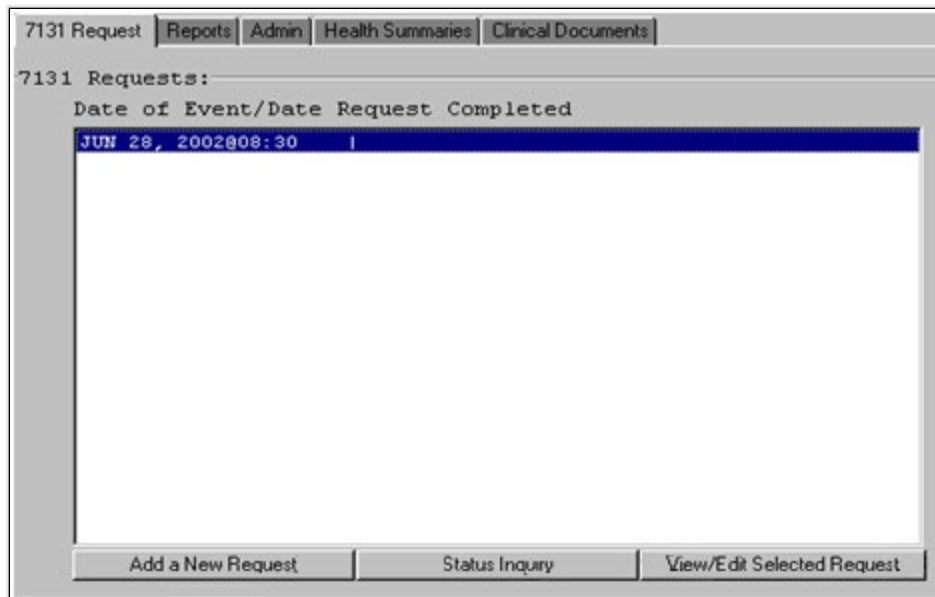 7131 Request Reports Admin Health Summaries Clinical Documents
7131 Requests:
Date of Event/Date Request Completed
JUN 28, 2002@08:30 |
Add a New Request Status Inquiry View/Edit Selected Request